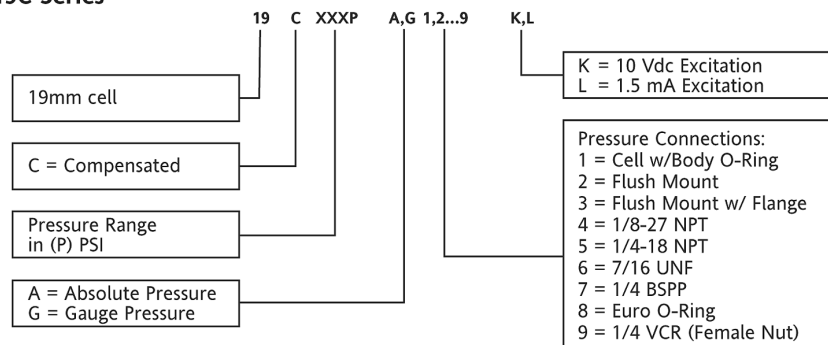 19 C XXXP A,G 1,2...9 K,L
19mm cell
C = Compensated
Pressure Range
in (P) PSI
A = Absolute Pressure
G = Gauge Pressure
K = 10 Vdc Excitation
L = 1.5 mA Excitation
Pressure Connections:
1 = Cell w/Body O-Ring
2 = Flush Mount
3 = Flush Mount w/ Flange
4 = 1/8-27 NPT
5 = 1/4-18 NPT
6 = 7/16 UNF
7 = 1/4 BSPP
8 = Euro O-Ring
9 = 1/4 VCR (Female Nut)